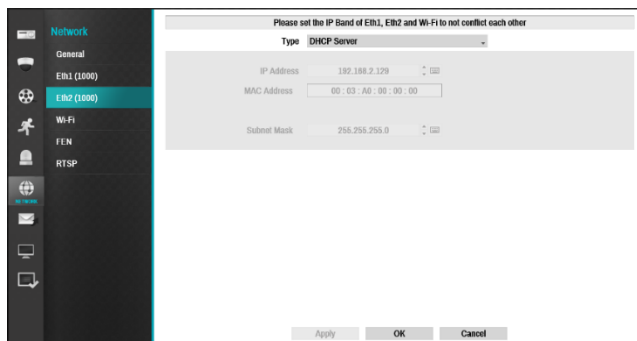 Please set the IP Band of Eth1, Eth2 and Wi-Fi to not conflict each other
Network
General
Eth1 (1000)
Eth2 (1000)
Wi-Fi
FEN
RTSP
NETWORK
Type DHCP Server
IP Address 192.168.2.129
MAC Address 00 : 03 : A0 : 00 : 00 : 00
Subnet Mask 255.255.255.0
Apply OK Cancel